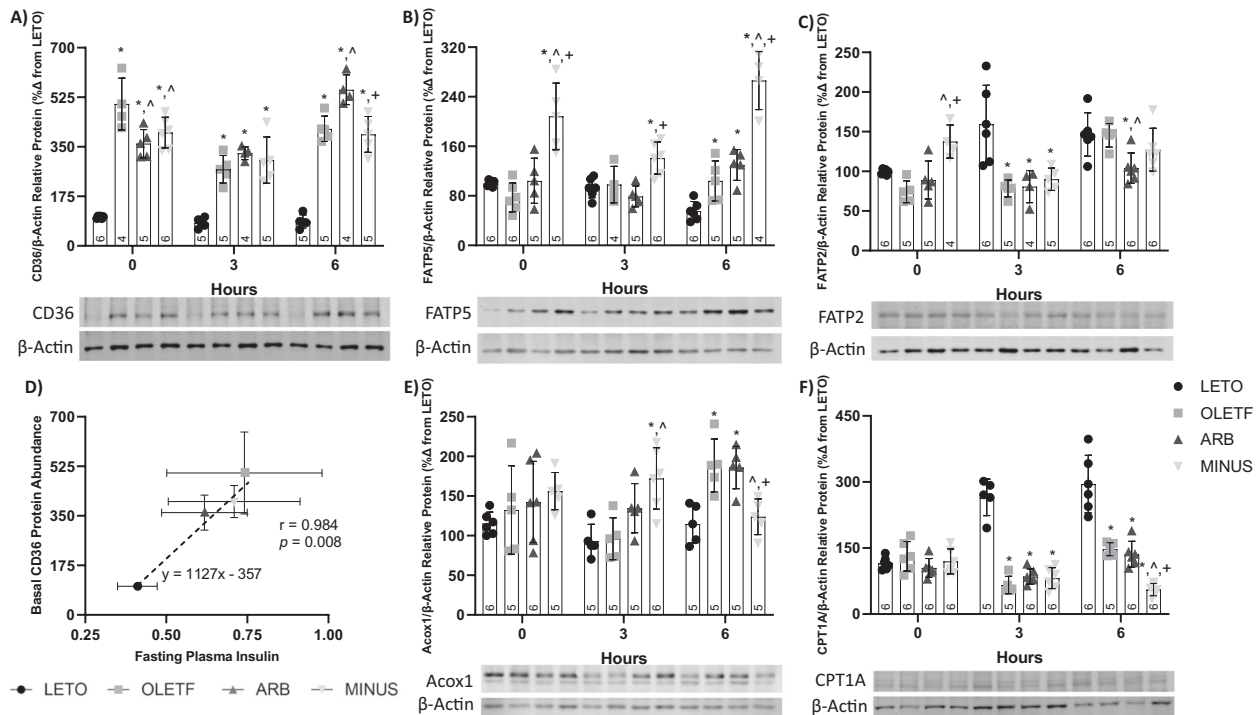 A)
CD36/β-Actin Relative Protein (%Δ from LETO)
700
525
350
175
0
*
*,^
*,^
*
*
*
*
*,^
*,+
6 4 5 6
5 5 4 5
5 5 4 5
0 3 6
Hours
CD36
β-Actin
B)
FATP5/β-Actin Relative Protein (%Δ from LETO)
320
240
160
80
0
*,^,+
^,+
*
*
*,^,+
6 6 5 5
6 4 5 6
6 5 5 4
0 3 6
Hours
FATP5
β-Actin
C)
FATP2/β-Actin Relative Protein (%Δ from LETO)
250
200
150
100
50
0
^,+
*
*
*
*,^
6 5 5 4
6 5 4 5
6 5 6 6
0 3 6
Hours
FATP2
β-Actin
D)
Basal CD36 Protein Abundance
700
525
350
175
0
r = 0.984
p = 0.008
y = 1127x - 357
0.25 0.50 0.75 1.00
Fasting Plasma Insulin
LETO OLETF ARB MINUS
E)
Acox1/β-Actin Relative Protein (%Δ from LETO)
250
200
150
100
50
0
*,^
*
*
^,+
6 5 6 5
5 5 5 6
5 5 5 5
0 3 6
Hours
Acox1
β-Actin
F)
CPT1A/β-Actin Relative Protein (%Δ from LETO)
450
300
150
0
*
*
*
*
*
*,^,+
6 6 6 6
5 5 6 6
6 5 6 6
0 3 6
Hours
CPT1A
β-Actin
LETO
OLETF
ARB
MINUS